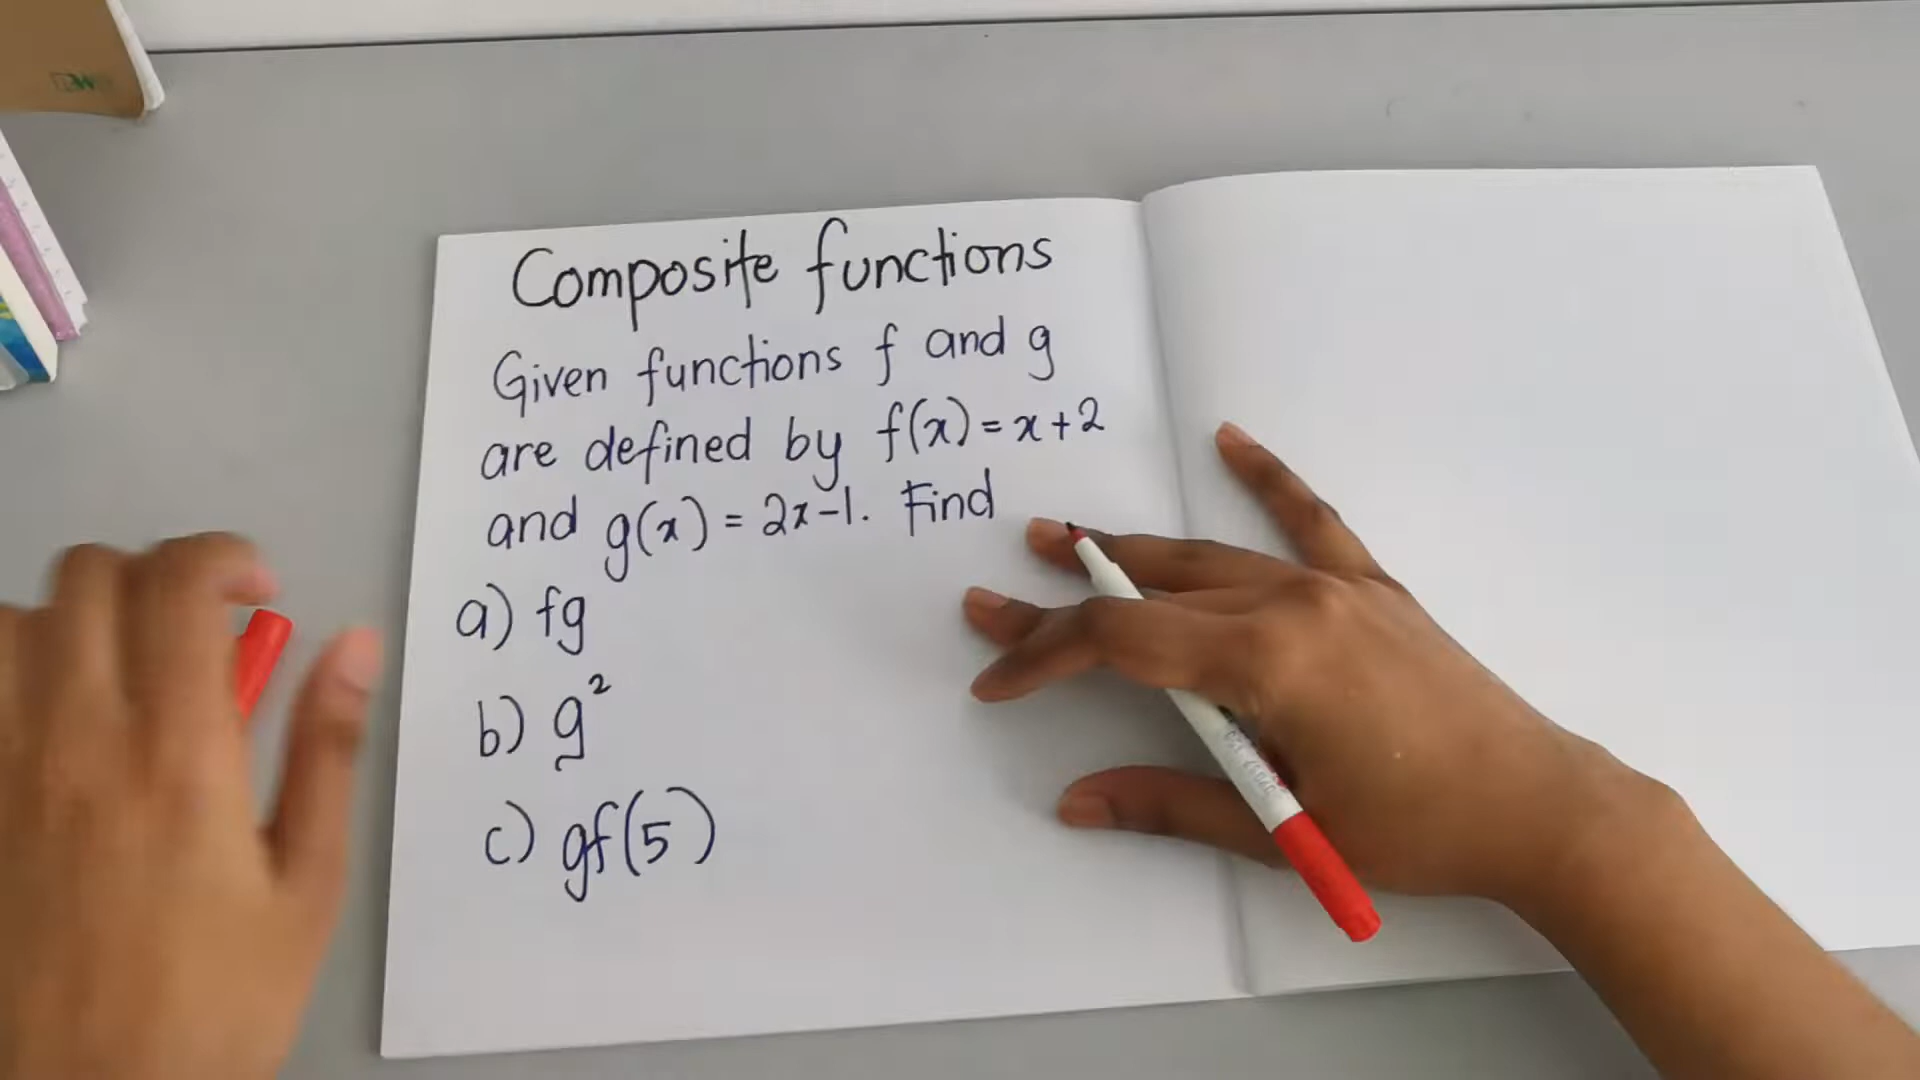 Composite functions
Given functions f and g
are defined by f(x) = x + 2
and g(x) = 2x - 1. Find
a) fg
b) g²
c) gf(5)